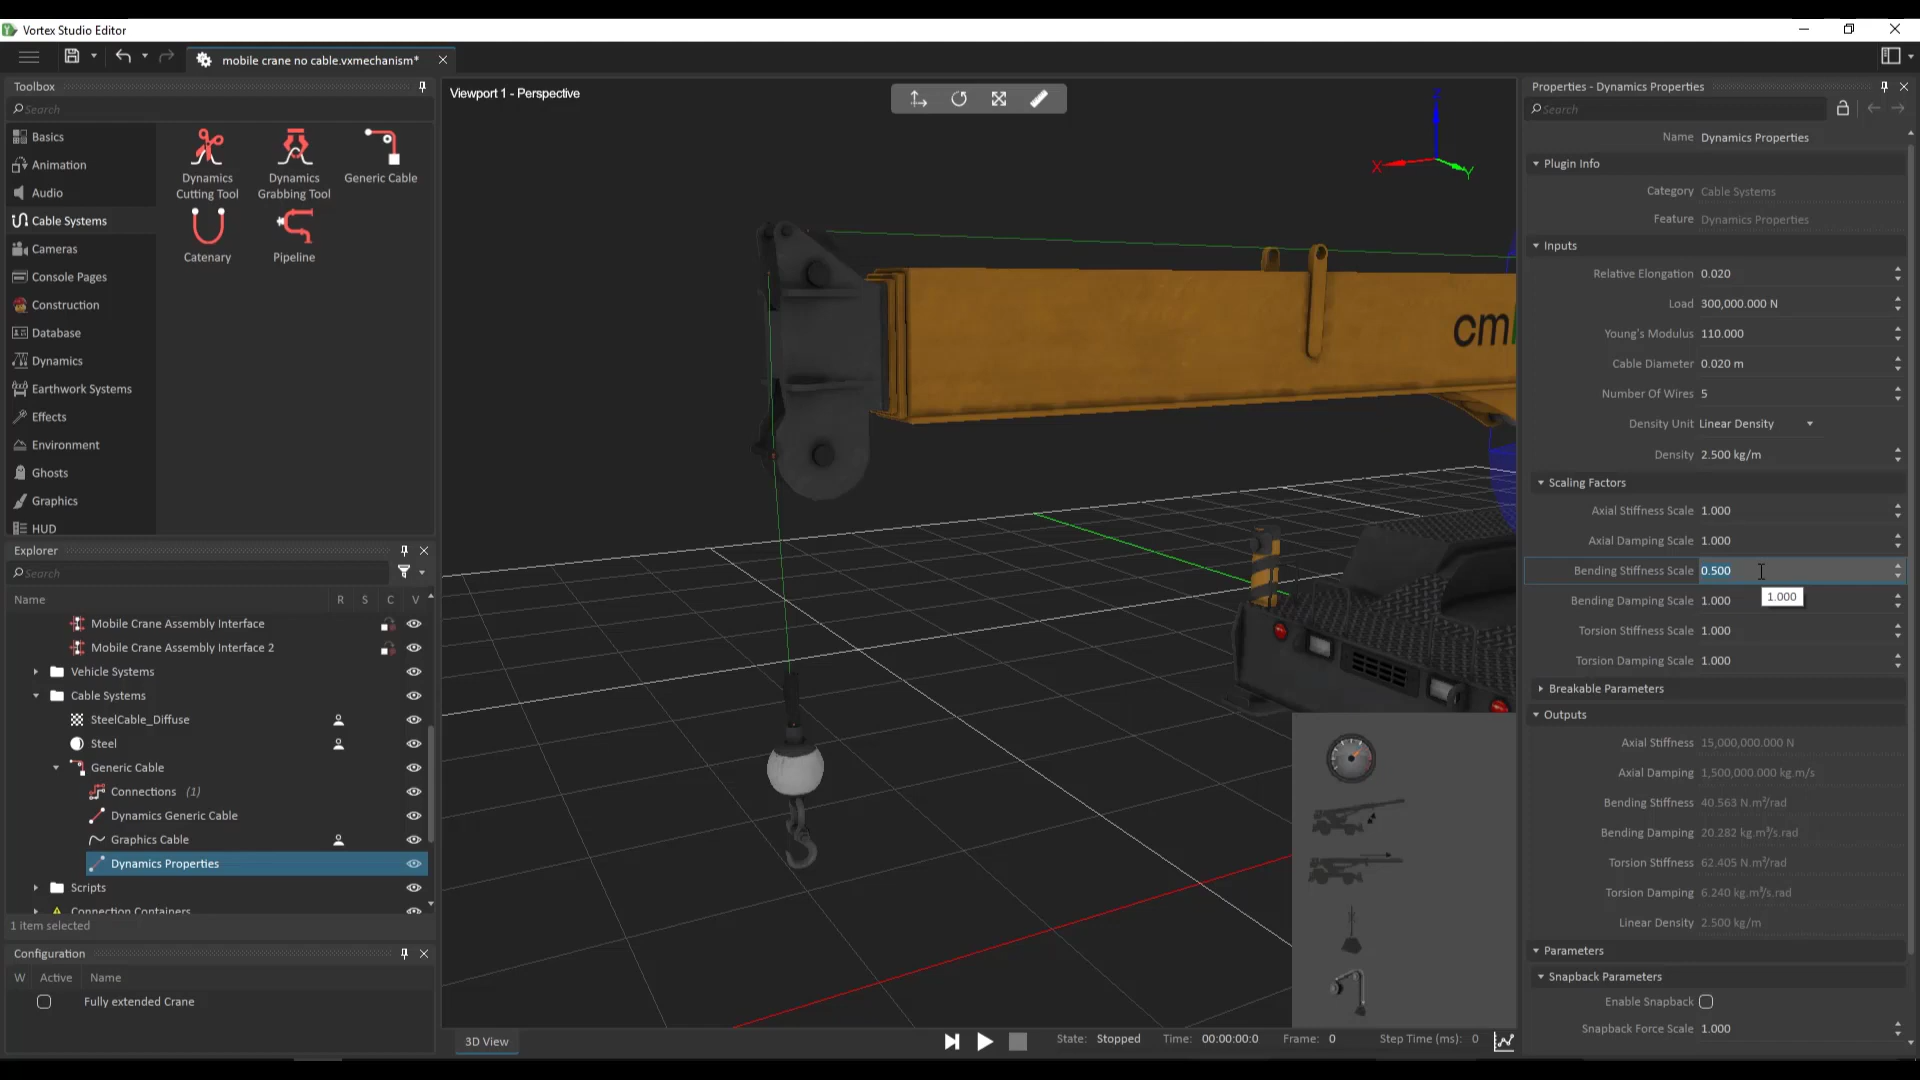 Vortex Studio Editor
mobile crane no cable.vxmechanism*
Toolbox
Search
Basics
Animation
Audio
Cable Systems
Cameras
Console Pages
Construction
Database
Dynamics
Earthwork Systems
Effects
Environment
Ghosts
Graphics
HUD
Dynamics Cutting Tool
Dynamics Grabbing Tool
Generic Cable
Catenary
Pipeline
Explorer
Search
Name R S C V
Mobile Crane Assembly Interface
Mobile Crane Assembly Interface 2
Vehicle Systems
Cable Systems
SteelCable_Diffuse
Steel
Generic Cable
Connections (1)
Dynamics Generic Cable
Graphics Cable
Dynamics Properties
Scripts
Connection Containers
1 item selected
Configuration
W Active Name
Fully extended Crane
Viewport 1 - Perspective
Z
X
Y
cm
3D View
State: Stopped Time: 00:00:00:0 Frame: 0 Step Time (ms): 0
Properties - Dynamics Properties
Search
Name Dynamics Properties
Plugin Info
Category Cable Systems
Feature Dynamics Properties
Inputs
Relative Elongation 0.020
Load 300,000.000 N
Young's Modulus 110.000
Cable Diameter 0.020 m
Number Of Wires 5
Density Unit Linear Density
Density 2.500 kg/m
Scaling Factors
Axial Stiffness Scale 1.000
Axial Damping Scale 1.000
Bending Stiffness Scale 0.500
1.000
Bending Damping Scale 1.000
Torsion Stiffness Scale 1.000
Torsion Damping Scale 1.000
Breakable Parameters
Outputs
Axial Stiffness 15,000,000.000 N
Axial Damping 1,500,000.000 kg.m/s
Bending Stiffness 40.563 N.m²/rad
Bending Damping 20.282 kg.m³/s.rad
Torsion Stiffness 62.405 N.m²/rad
Torsion Damping 6.240 kg.m³/s.rad
Linear Density 2.500 kg/m
Parameters
Snapback Parameters
Enable Snapback
Snapback Force Scale 1.000